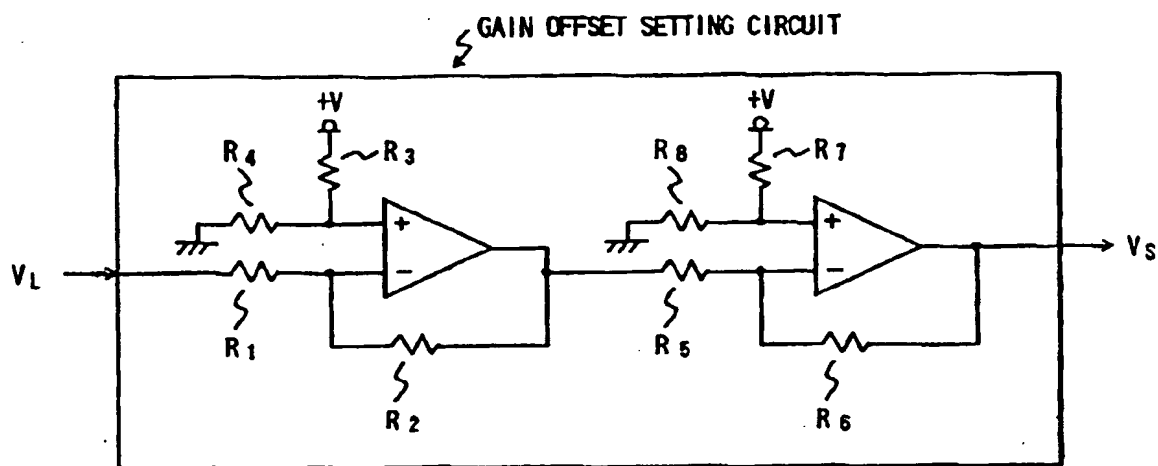 GAIN OFFSET SETTING CIRCUIT
+V +V
R4 R3 R8 R7
+ +
VL − − VS
R1 R5
R2 R6